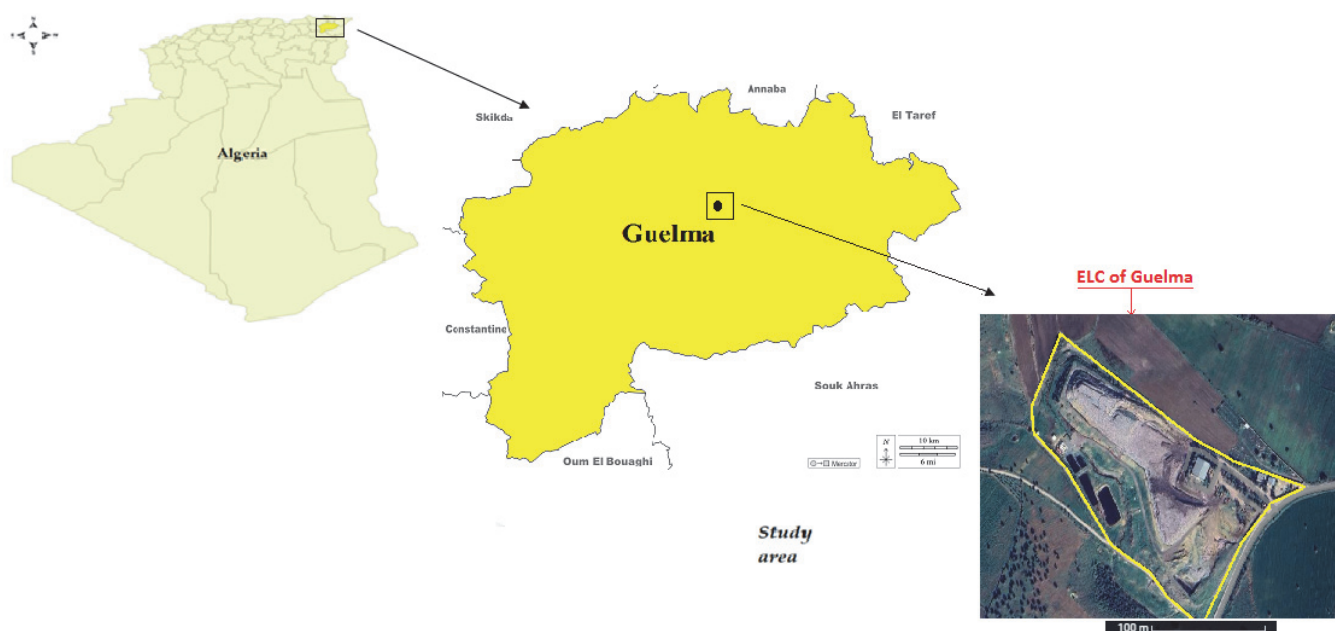 Annaba
Skikda
El Taref
Algeria
Guelma
ELC of Guelma
Constantine
Souk Ahras
N
10 km
6 mi
Oum El Bouaghi
Mercator
Study
area
100 m